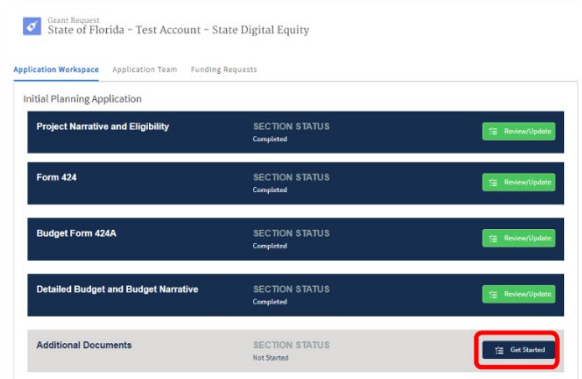 Grant Request
State of Florida - Test Account - State Digital Equity
Application Workspace Application Team Funding Requests
Initial Planning Application
Project Narrative and Eligibility SECTION STATUS Review/Update
Completed
Form 424 SECTION STATUS Review/Update
Completed
Budget Form 424A SECTION STATUS Review/Update
Completed
Detailed Budget and Budget Narrative SECTION STATUS Review/Update
Completed
Additional Documents SECTION STATUS Get Started
Not Started